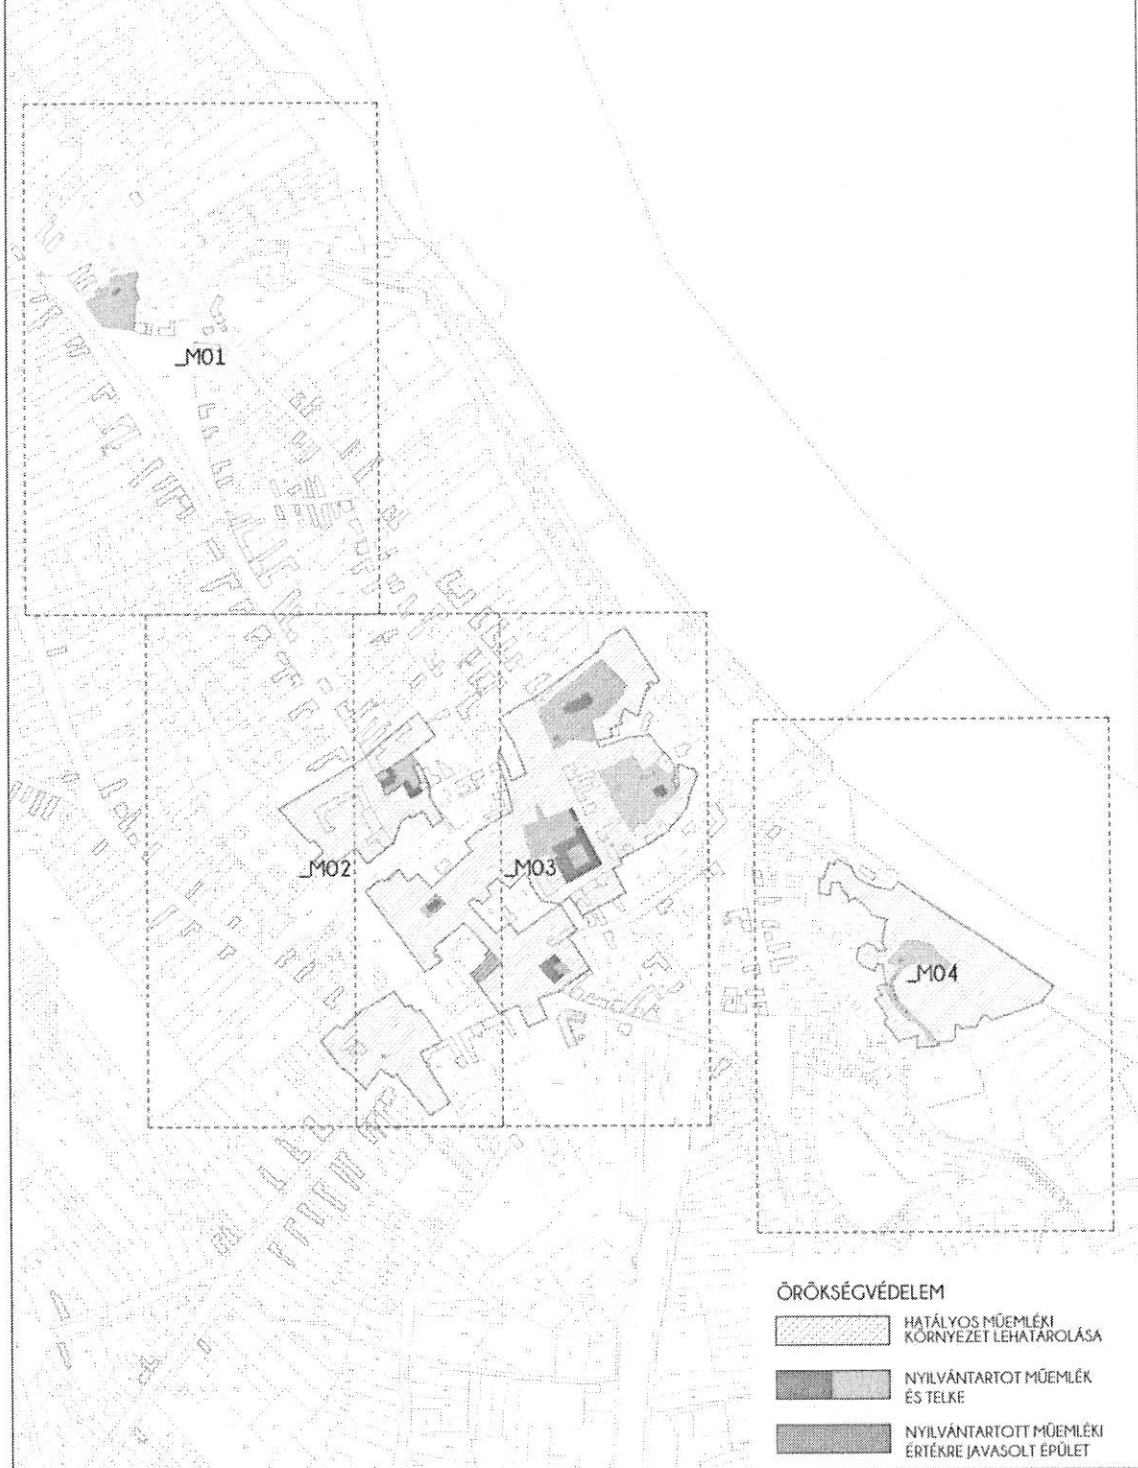 _M01
_M02
_M03
_M04
ÖRÖKSÉGVÉDELEM
HATÁLYOS MŰEMLÉKI
KÖRNYEZET LEHATÁROLÁSA
NYILVÁNTARTOT MŰEMLÉK
ÉS TELKE
NYILVÁNTARTOTT MŰEMLÉKI
ÉRTÉKRE JAVASOLT ÉPÜLET